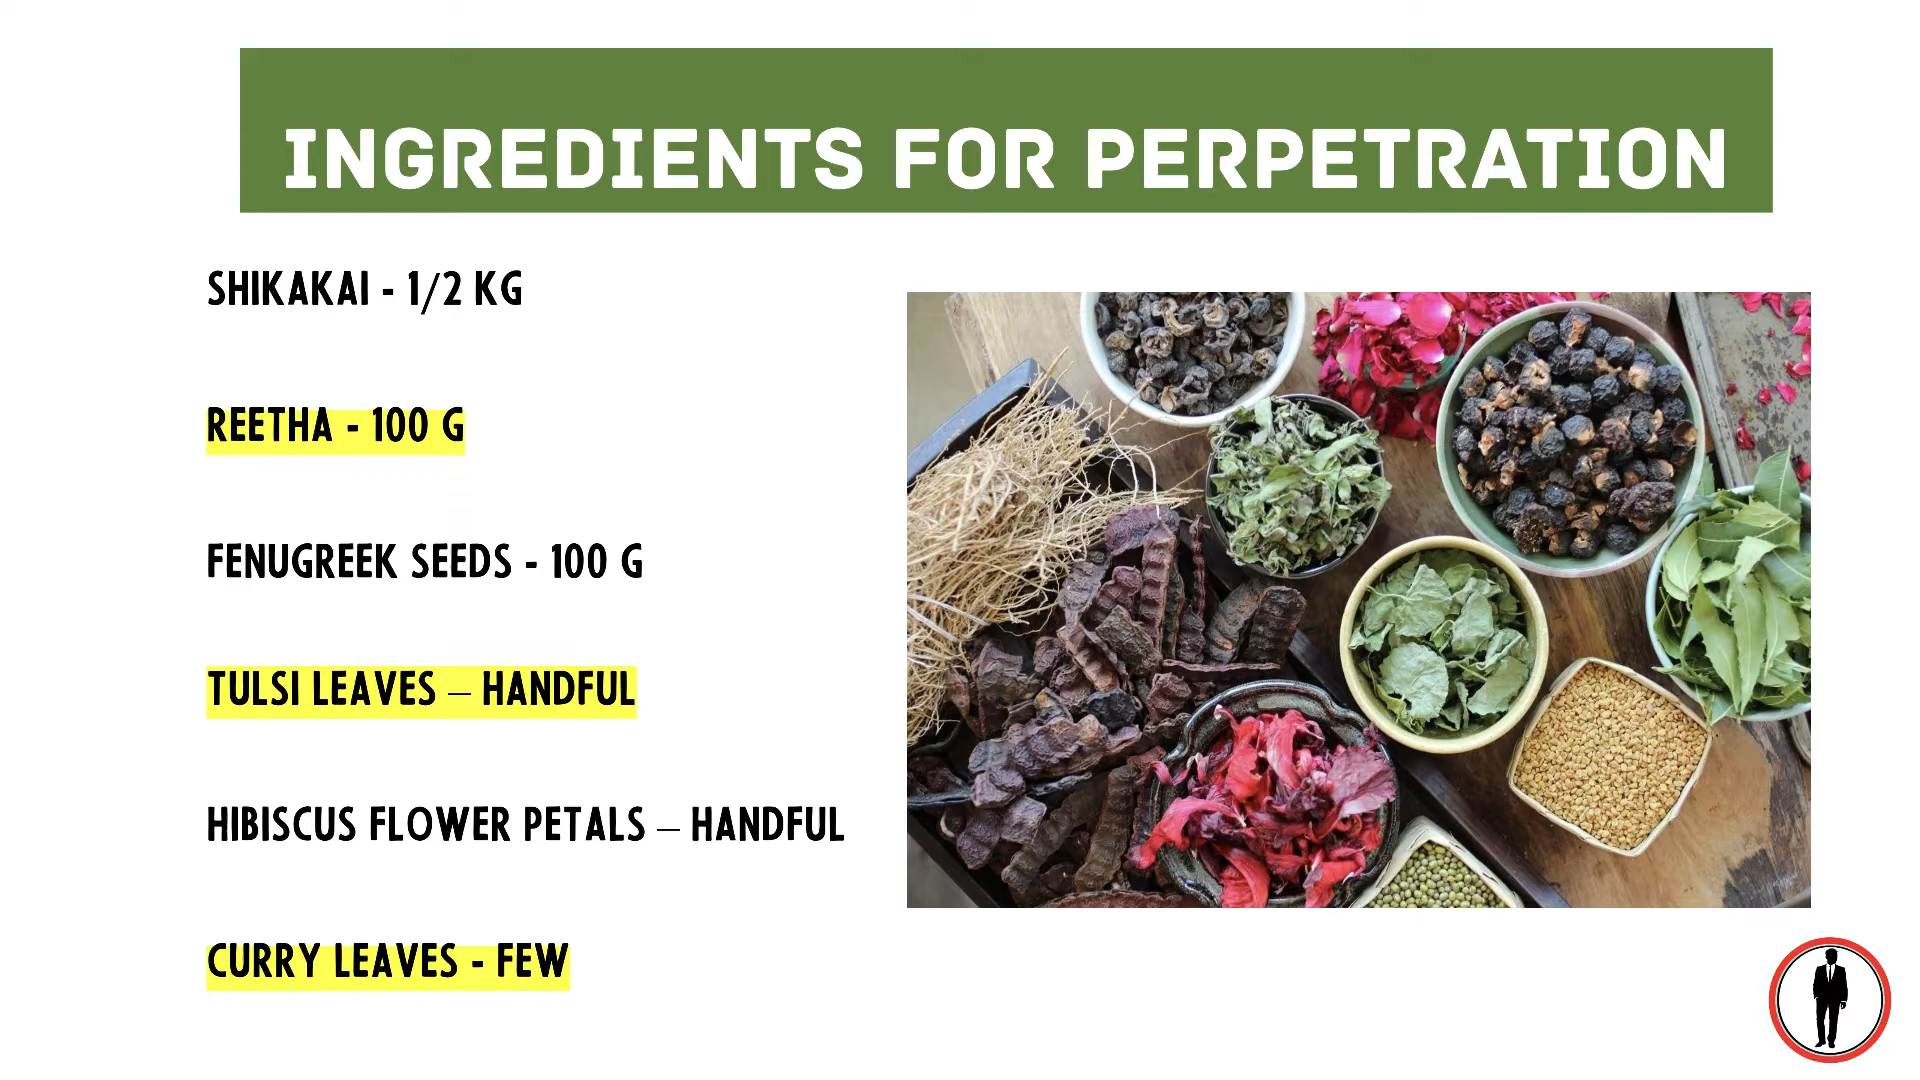 INGREDIENTS FOR PERPETRATION
SHIKAKAI - 1/2 KG
REETHA - 100 G
FENUGREEK SEEDS - 100 G
TULSI LEAVES – HANDFUL
HIBISCUS FLOWER PETALS – HANDFUL
CURRY LEAVES - FEW